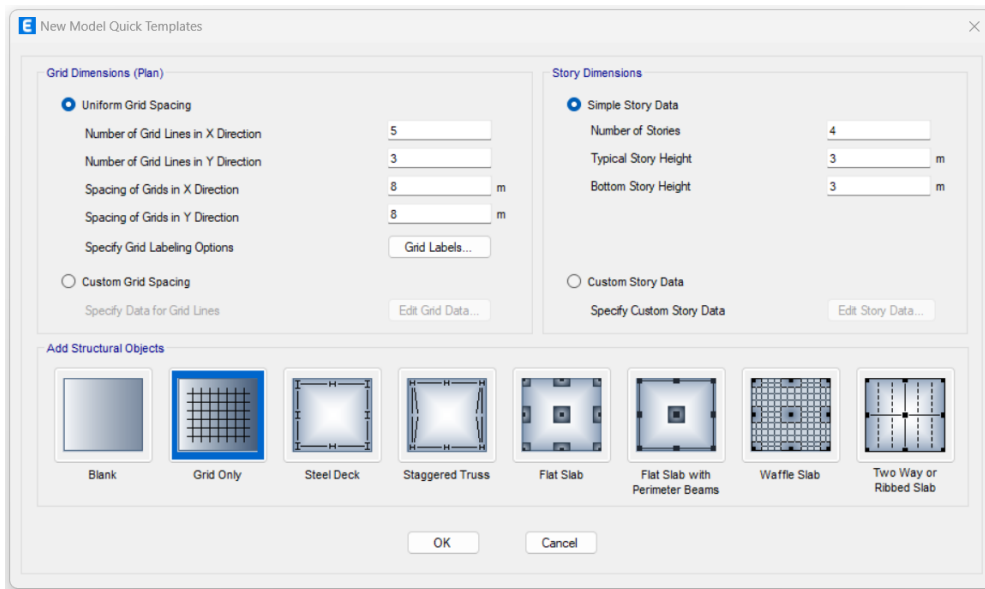 E New Model Quick Templates
Grid Dimensions (Plan)
Uniform Grid Spacing
Number of Grid Lines in X Direction 5
Number of Grid Lines in Y Direction 3
Spacing of Grids in X Direction 8 m
Spacing of Grids in Y Direction 8 m
Specify Grid Labeling Options Grid Labels...
Custom Grid Spacing
Specify Data for Grid Lines Edit Grid Data...
Story Dimensions
Simple Story Data
Number of Stories 4
Typical Story Height 3 m
Bottom Story Height 3 m
Custom Story Data
Specify Custom Story Data Edit Story Data...
Add Structural Objects
Blank
Grid Only
Steel Deck
Staggered Truss
Flat Slab
Flat Slab with
Perimeter Beams
Waffle Slab
Two Way or
Ribbed Slab
OK Cancel